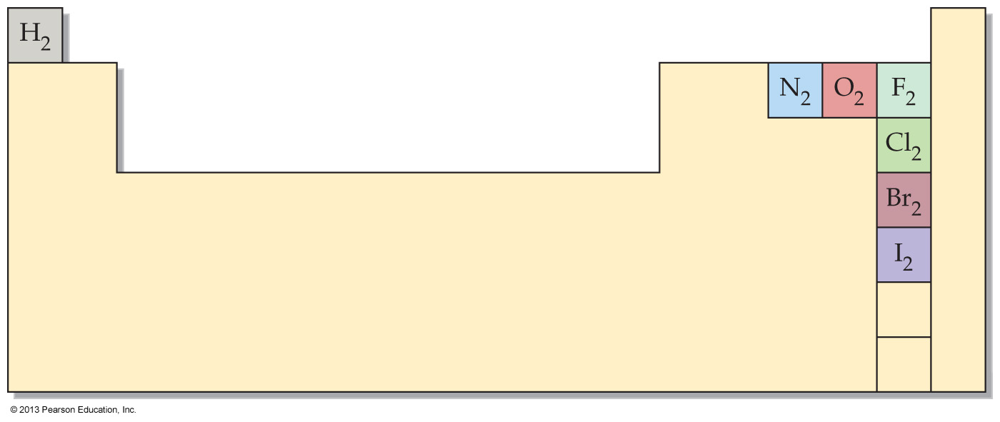 H₂
N₂ O₂ F₂
Cl₂
Br₂
I₂
© 2013 Pearson Education, Inc.